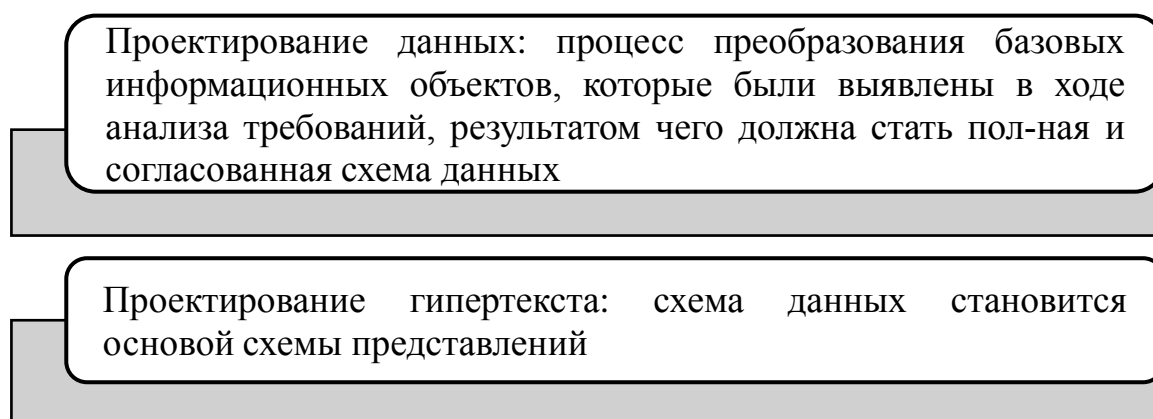 Проектирование данных: процесс преобразования базовых
информационных объектов, которые были выявлены в ходе
анализа требований, результатом чего должна стать пол-ная и
согласованная схема данных
Проектирование гипертекста: схема данных становится
основой схемы представлений